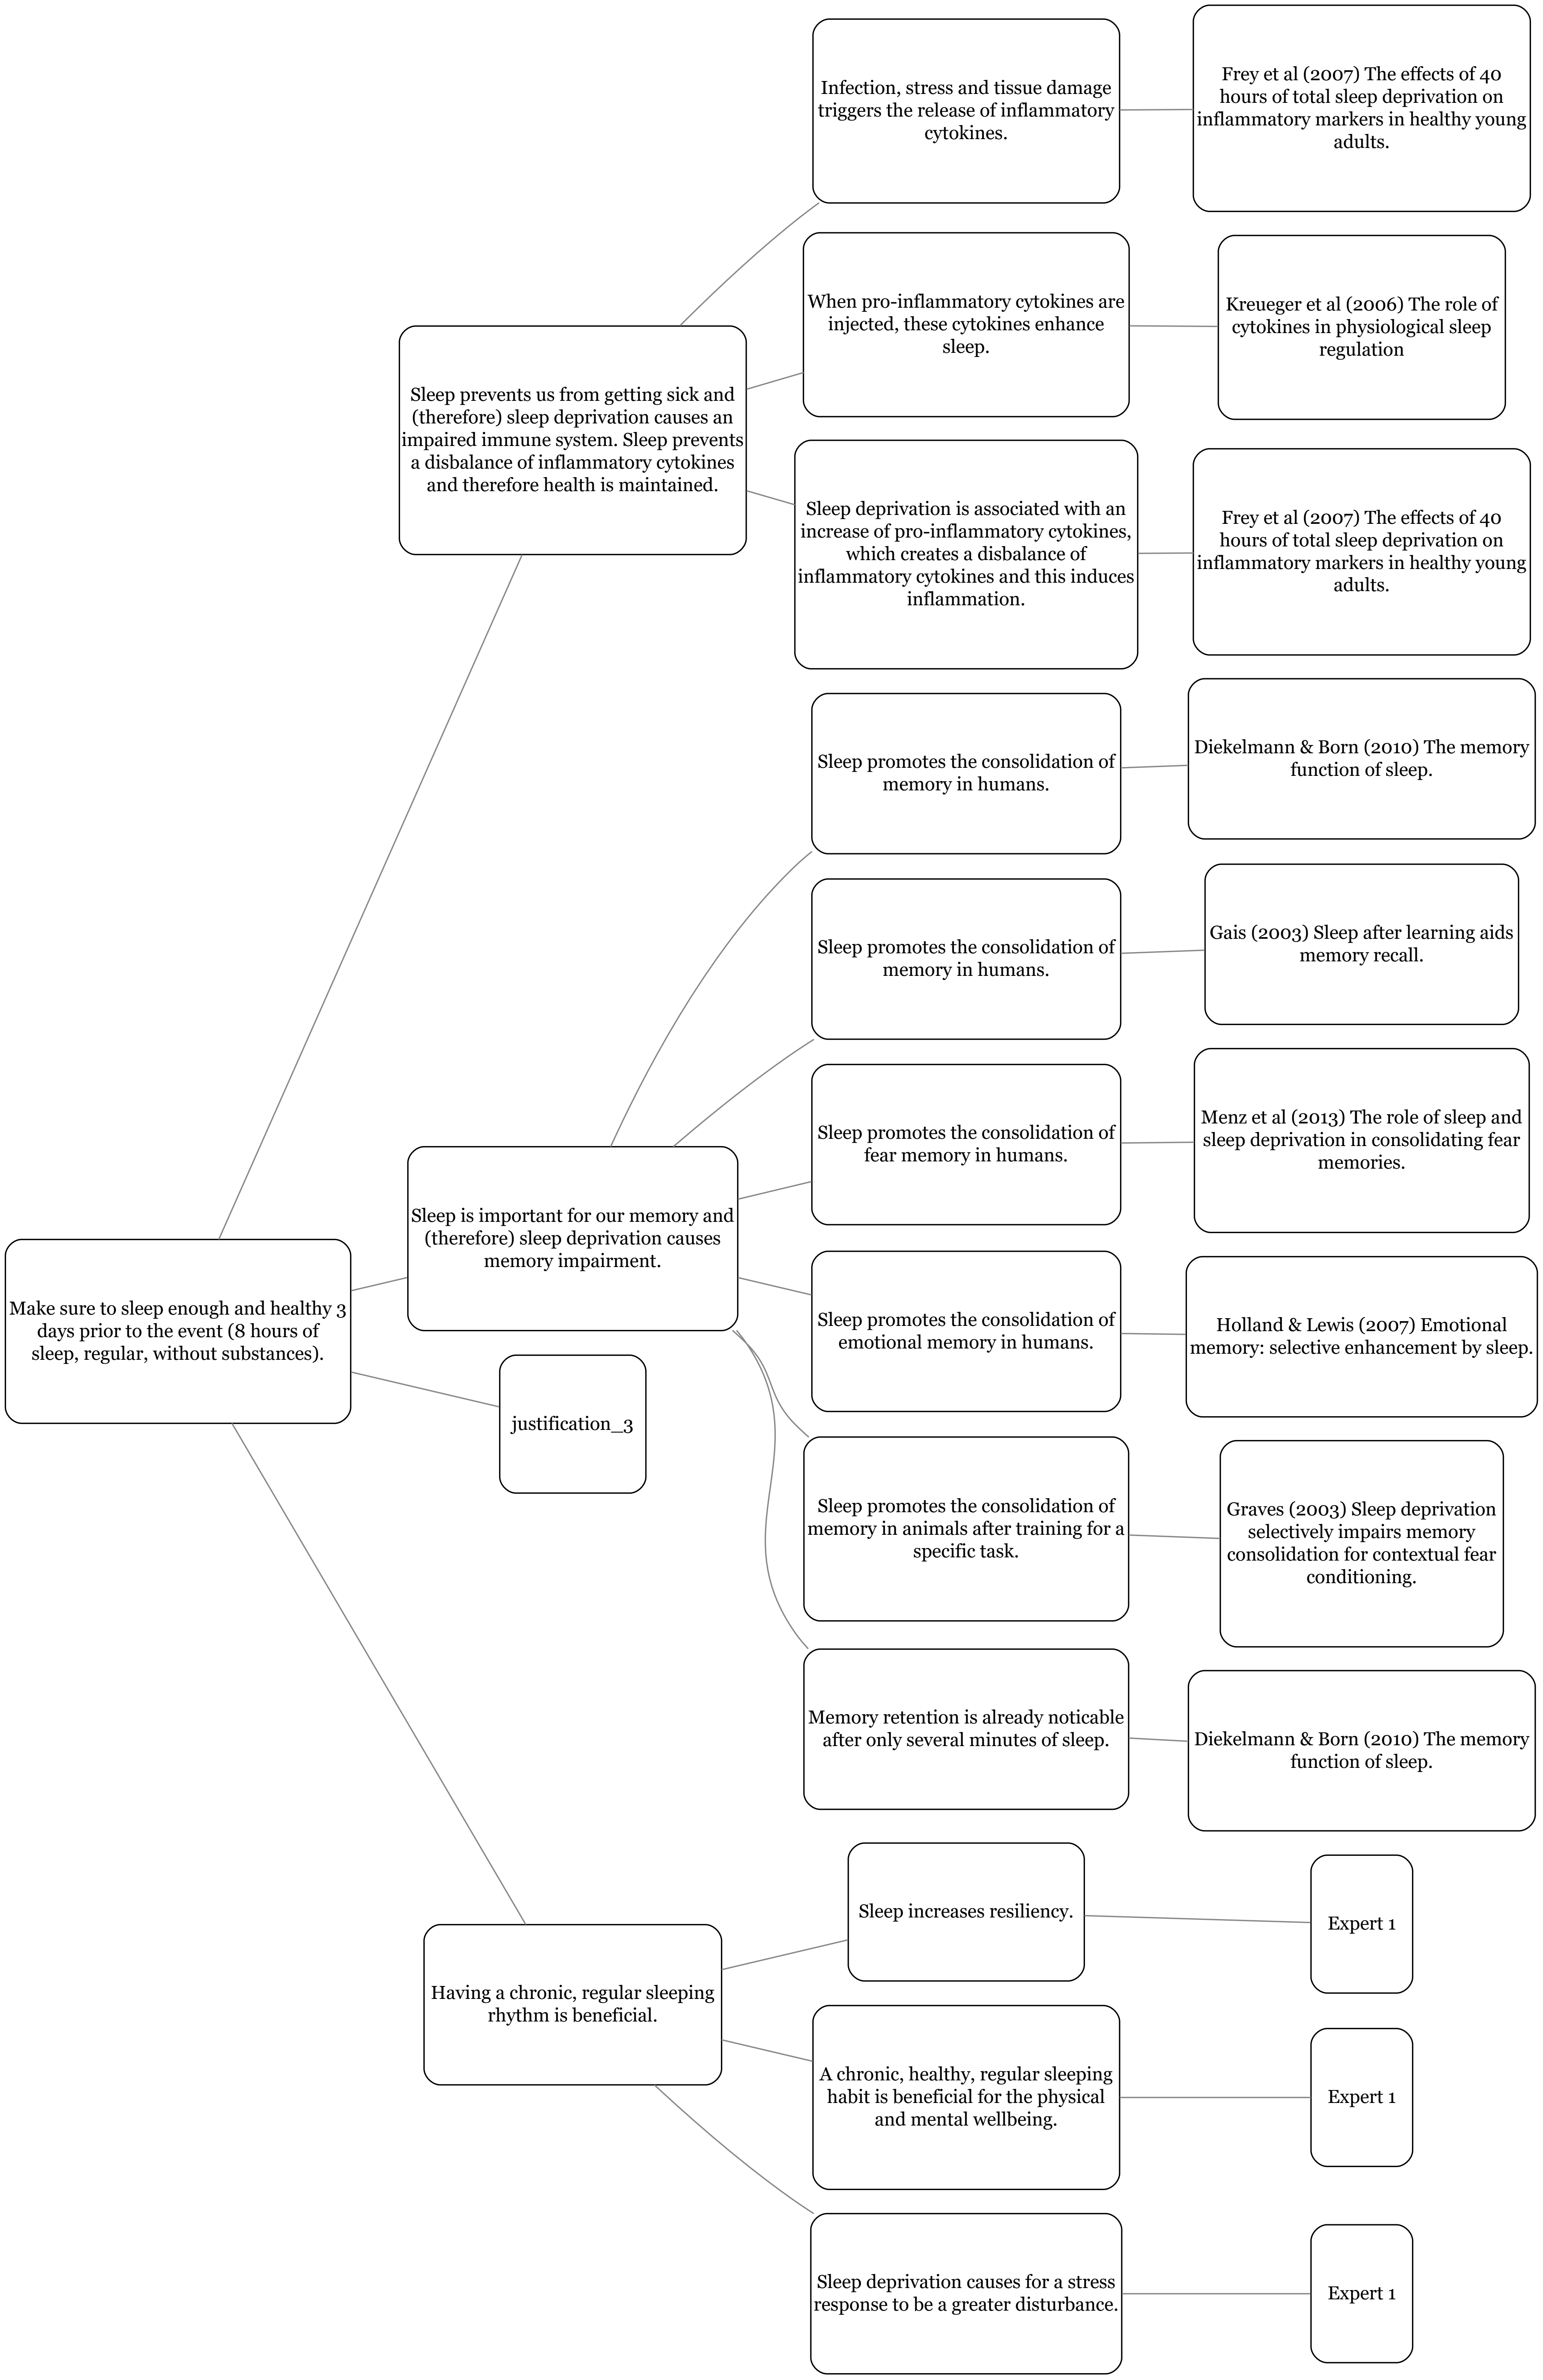 Infection, stress and tissue damage
triggers the release of inflammatory
cytokines.
Frey et al (2007) The effects of 40
hours of total sleep deprivation on
inflammatory markers in healthy young
adults.
When pro-inflammatory cytokines are
injected, these cytokines enhance
sleep.
Kreueger et al (2006) The role of
cytokines in physiological sleep
regulation
Sleep prevents us from getting sick and
(therefore) sleep deprivation causes an
impaired immune system. Sleep prevents
a disbalance of inflammatory cytokines
and therefore health is maintained.
Sleep deprivation is associated with an
increase of pro-inflammatory cytokines,
which creates a disbalance of
inflammatory cytokines and this induces
inflammation.
Frey et al (2007) The effects of 40
hours of total sleep deprivation on
inflammatory markers in healthy young
adults.
Sleep promotes the consolidation of
memory in humans.
Diekelmann & Born (2010) The memory
function of sleep.
Sleep promotes the consolidation of
memory in humans.
Gais (2003) Sleep after learning aids
memory recall.
Sleep promotes the consolidation of
fear memory in humans.
Menz et al (2013) The role of sleep and
sleep deprivation in consolidating fear
memories.
Sleep is important for our memory and
(therefore) sleep deprivation causes
memory impairment.
Make sure to sleep enough and healthy 3
days prior to the event (8 hours of
sleep, regular, without substances).
Sleep promotes the consolidation of
emotional memory in humans.
Holland & Lewis (2007) Emotional
memory: selective enhancement by sleep.
justification_3
Sleep promotes the consolidation of
memory in animals after training for a
specific task.
Graves (2003) Sleep deprivation
selectively impairs memory
consolidation for contextual fear
conditioning.
Memory retention is already noticable
after only several minutes of sleep.
Diekelmann & Born (2010) The memory
function of sleep.
Sleep increases resiliency.
Expert 1
Having a chronic, regular sleeping
rhythm is beneficial.
A chronic, healthy, regular sleeping
habit is beneficial for the physical
and mental wellbeing.
Expert 1
Sleep deprivation causes for a stress
response to be a greater disturbance.
Expert 1